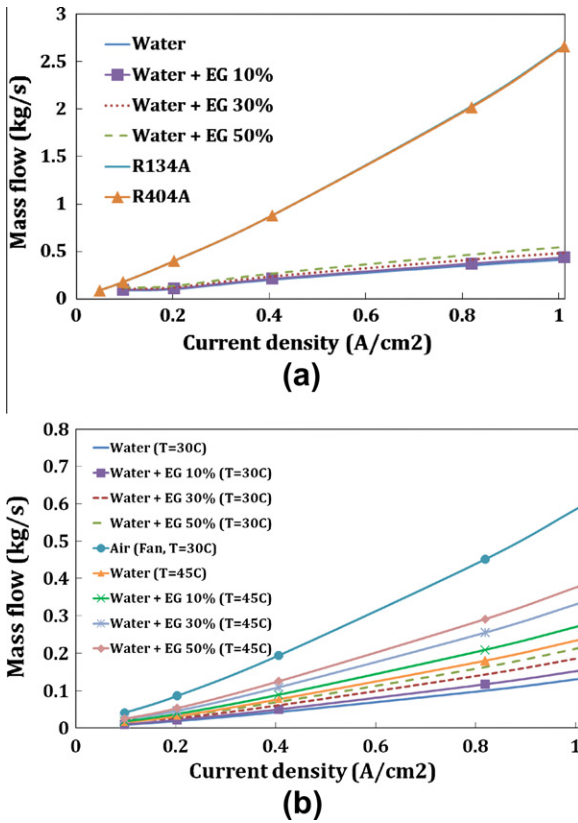 3
2.5
2
1.5
1
0.5
0
Mass flow (kg/s)
Water
Water + EG 10%
Water + EG 30%
Water + EG 50%
R134A
R404A
0 0.2 0.4 0.6 0.8 1
Current density (A/cm2)
(a)
0.8
0.7
0.6
0.5
0.4
0.3
0.2
0.1
0
Mass flow (kg/s)
Water (T=30C)
Water + EG 10% (T=30C)
Water + EG 30% (T=30C)
Water + EG 50% (T=30C)
Air (Fan, T=30C)
Water (T=45C)
Water + EG 10% (T=45C)
Water + EG 30% (T=45C)
Water + EG 50% (T=45C)
0 0.2 0.4 0.6 0.8 1
Current density (A/cm2)
(b)